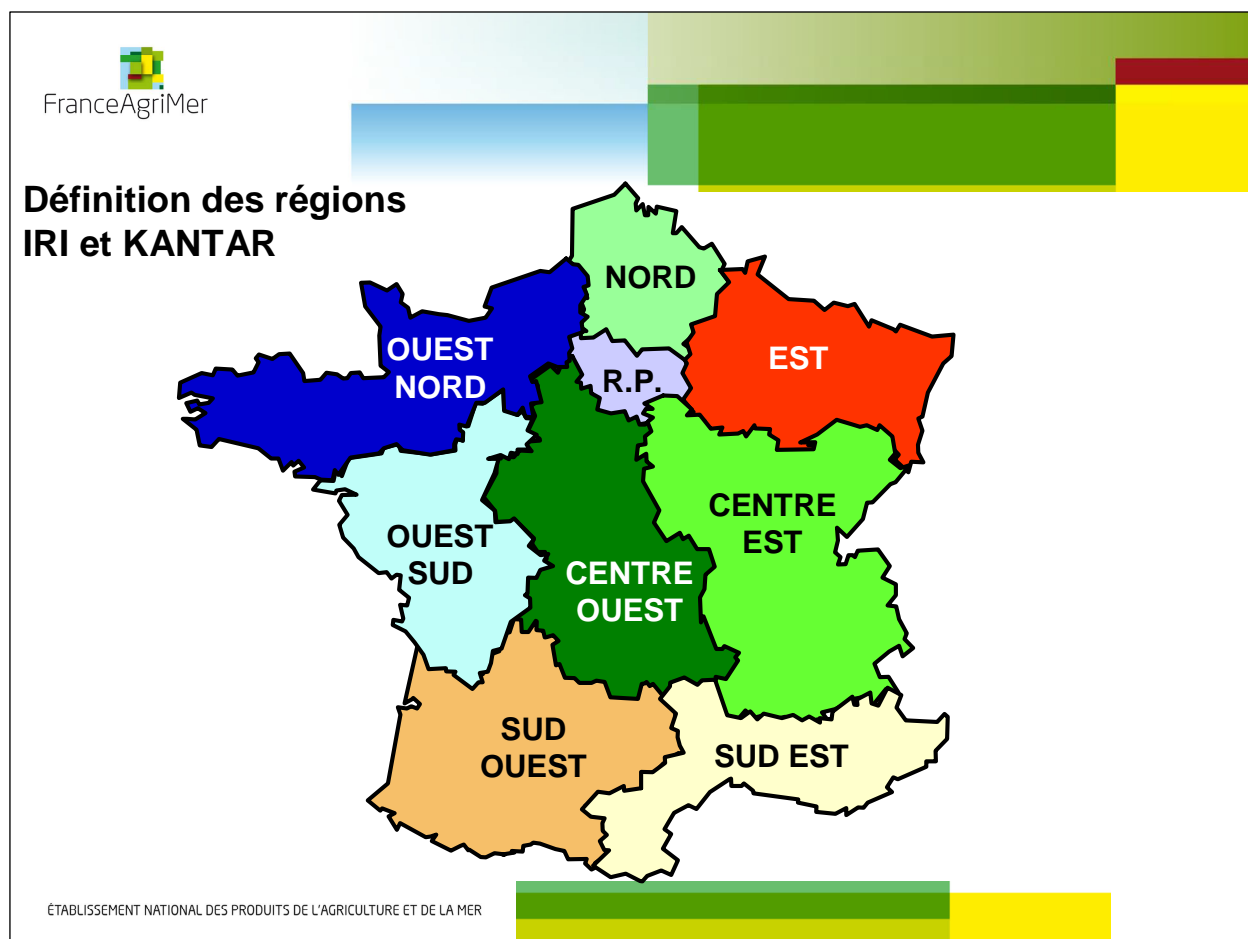 FranceAgriMer
Définition des régions
IRI et KANTAR
NORD
OUEST
NORD
R.P.
EST
OUEST
SUD
CENTRE
OUEST
CENTRE
EST
SUD
OUEST
SUD EST
ÉTABLISSEMENT NATIONAL DES PRODUITS DE L'AGRICULTURE ET DE LA MER